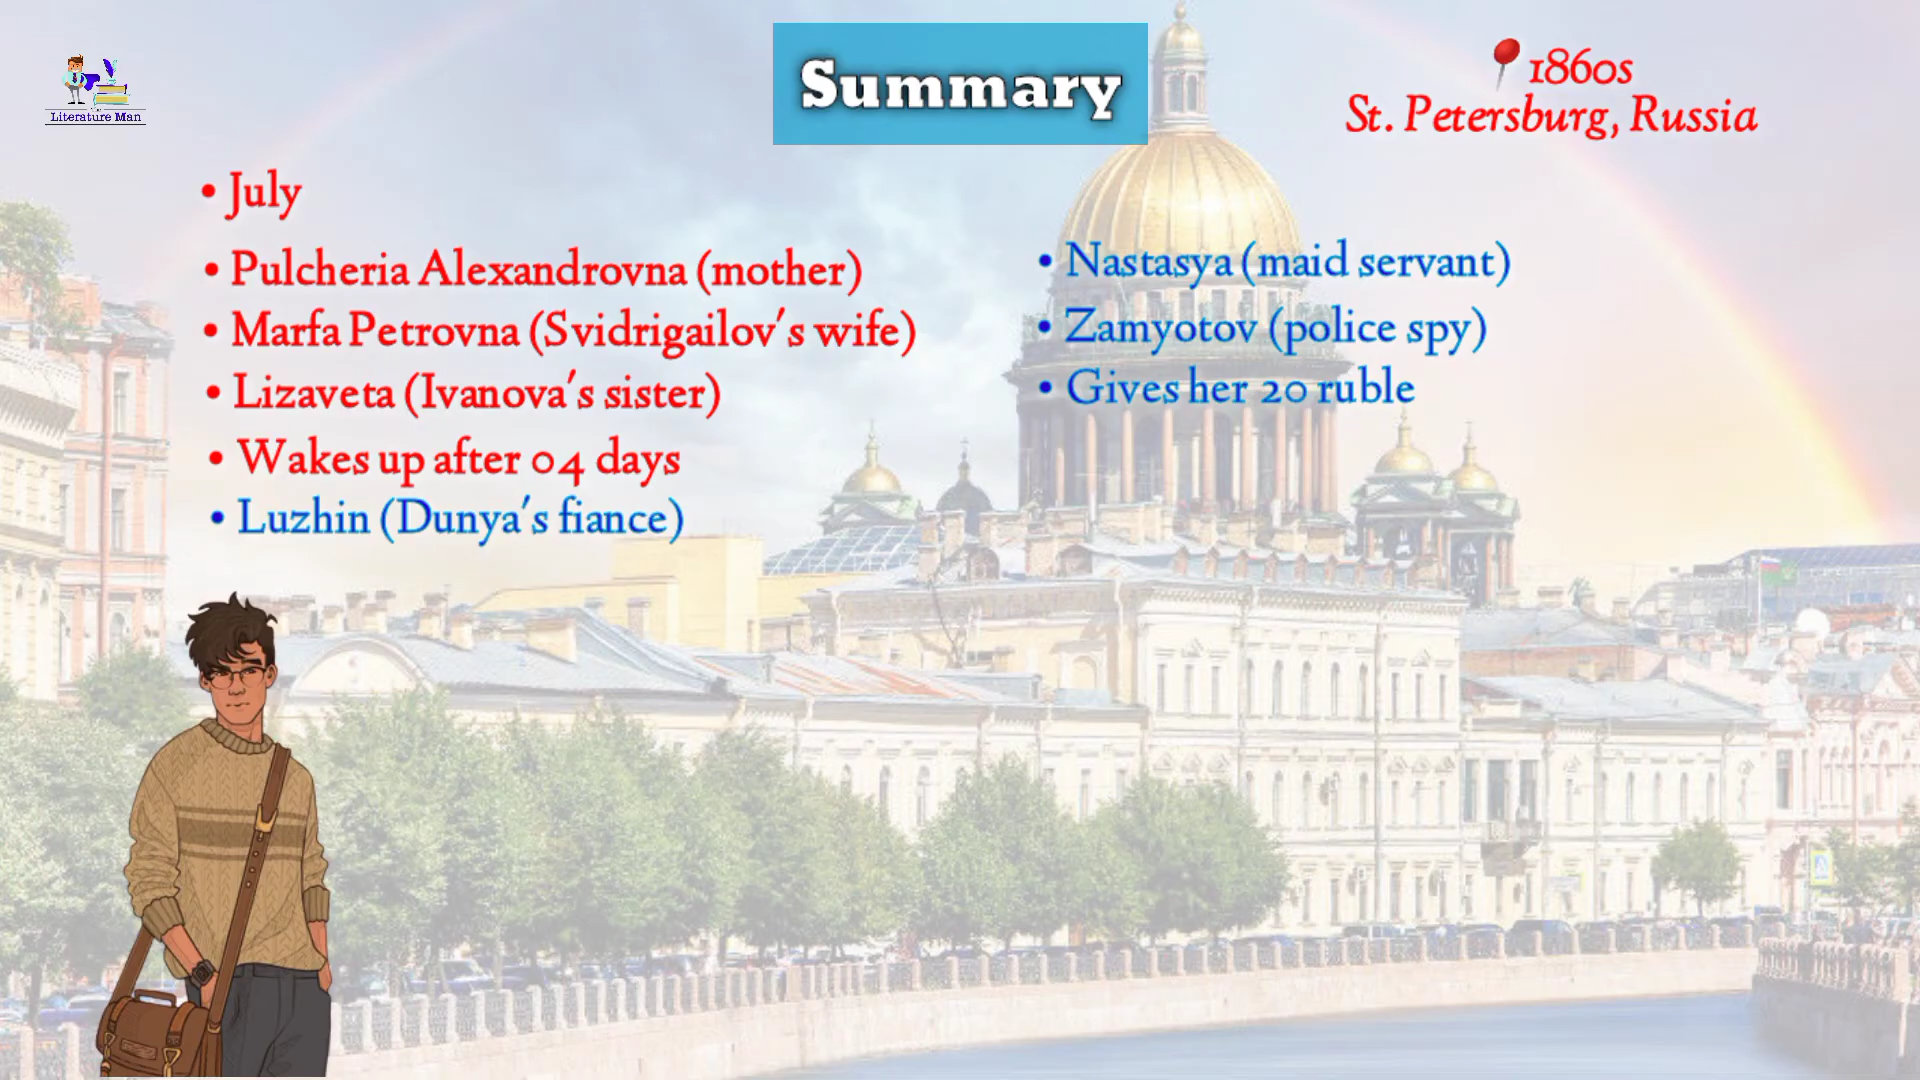 Literature Man
Summary
1860s
St. Petersburg, Russia
• July
• Pulcheria Alexandrovna (mother)
• Marfa Petrovna (Svidrigailov's wife)
• Lizaveta (Ivanova's sister)
• Wakes up after 04 days
• Luzhin (Dunya's fiance)
• Nastasya (maid servant)
• Zamyotov (police spy)
• Gives her 20 ruble